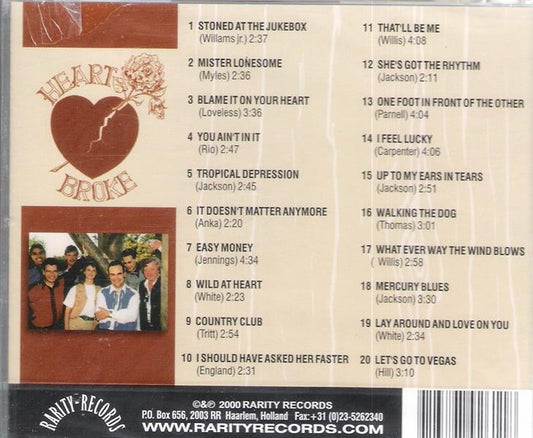 HEART
BROKE
1 STONED AT THE JUKEBOX
(Willams jr.) 2:37
2 MISTER LONESOME
(Myles) 2:36
3 BLAME IT ON YOUR HEART
(Loveless) 3:36
4 YOU AIN'T IN IT
(Rio) 2:47
5 TROPICAL DEPRESSION
(Jackson) 2:45
6 IT DOESN'T MATTER ANYMORE
(Anka) 2:20
7 EASY MONEY
(Jennings) 4:34
8 WILD AT HEART
(White) 2:23
9 COUNTRY CLUB
(Tritt) 2:54
10 I SHOULD HAVE ASKED HER FASTER
(England) 2:31
11 THAT'LL BE ME
(Willis) 4:08
12 SHE'S GOT THE RHYTHM
(Jackson) 2:11
13 ONE FOOT IN FRONT OF THE OTHER
(Parnell) 4:04
14 I FEEL LUCKY
(Carpenter) 4:06
15 UP TO MY EARS IN TEARS
(Jackson) 2:51
16 WALKING THE DOG
(Thomas) 3:01
17 WHAT EVER WAY THE WIND BLOWS
( Willis) 2:58
18 MERCURY BLUES
(Jackson) 3:30
19 LAY AROUND AND LOVE ON YOU
(White) 2:34
20 LET'S GO TO VEGAS
(Hill) 3:10
RARITY-RECORDS
©&℗ 2000 RARITY RECORDS
P.O. Box 656, 2003 RR Haarlem, Holland Fax:+31 (0)23-5262340
WWW.RARITYRECORDS.COM